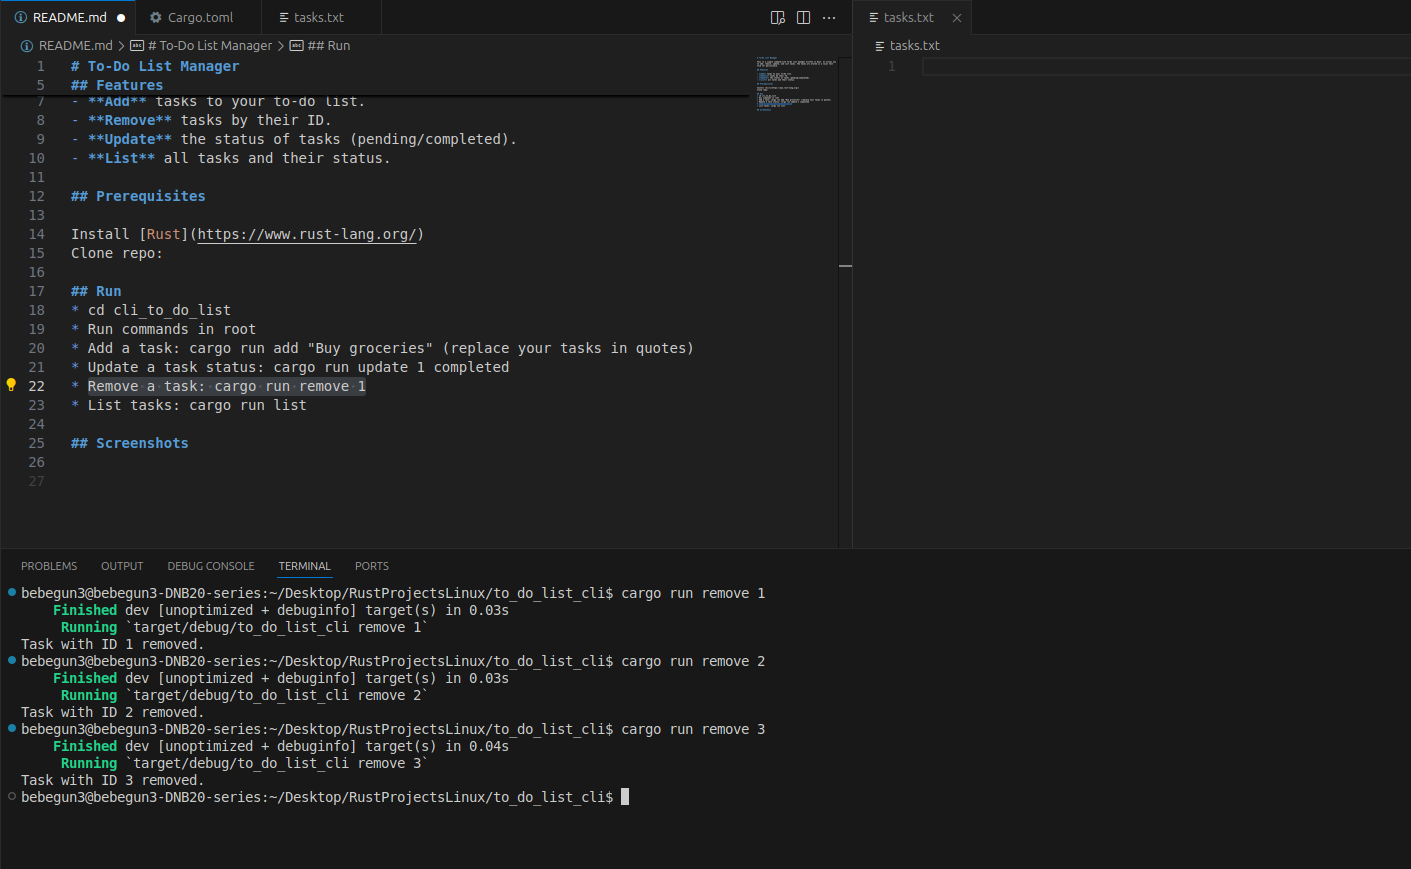 README.md
Cargo.toml
tasks.txt
README.md > # To-Do List Manager > ## Run
1 # To-Do List Manager
5 ## Features
7 - **Add** tasks to your to-do list.
8 - **Remove** tasks by their ID.
9 - **Update** the status of tasks (pending/completed).
10 - **List** all tasks and their status.
11
12 ## Prerequisites
13
14 Install [Rust](https://www.rust-lang.org/)
15 Clone repo:
16
17 ## Run
18 * cd cli_to_do_list
19 * Run commands in root
20 * Add a task: cargo run add "Buy groceries" (replace your tasks in quotes)
21 * Update a task status: cargo run update 1 completed
22 * Remove a task: cargo run remove 1
23 * List tasks: cargo run list
24
25 ## Screenshots
26
27
tasks.txt
tasks.txt
1
PROBLEMS OUTPUT DEBUG CONSOLE TERMINAL PORTS
bebegun3@bebegun3-DNB20-series:~/Desktop/RustProjectsLinux/to_do_list_cli$ cargo run remove 1
Finished dev [unoptimized + debuginfo] target(s) in 0.03s
Running `target/debug/to_do_list_cli remove 1`
Task with ID 1 removed.
bebegun3@bebegun3-DNB20-series:~/Desktop/RustProjectsLinux/to_do_list_cli$ cargo run remove 2
Finished dev [unoptimized + debuginfo] target(s) in 0.03s
Running `target/debug/to_do_list_cli remove 2`
Task with ID 2 removed.
bebegun3@bebegun3-DNB20-series:~/Desktop/RustProjectsLinux/to_do_list_cli$ cargo run remove 3
Finished dev [unoptimized + debuginfo] target(s) in 0.04s
Running `target/debug/to_do_list_cli remove 3`
Task with ID 3 removed.
bebegun3@bebegun3-DNB20-series:~/Desktop/RustProjectsLinux/to_do_list_cli$